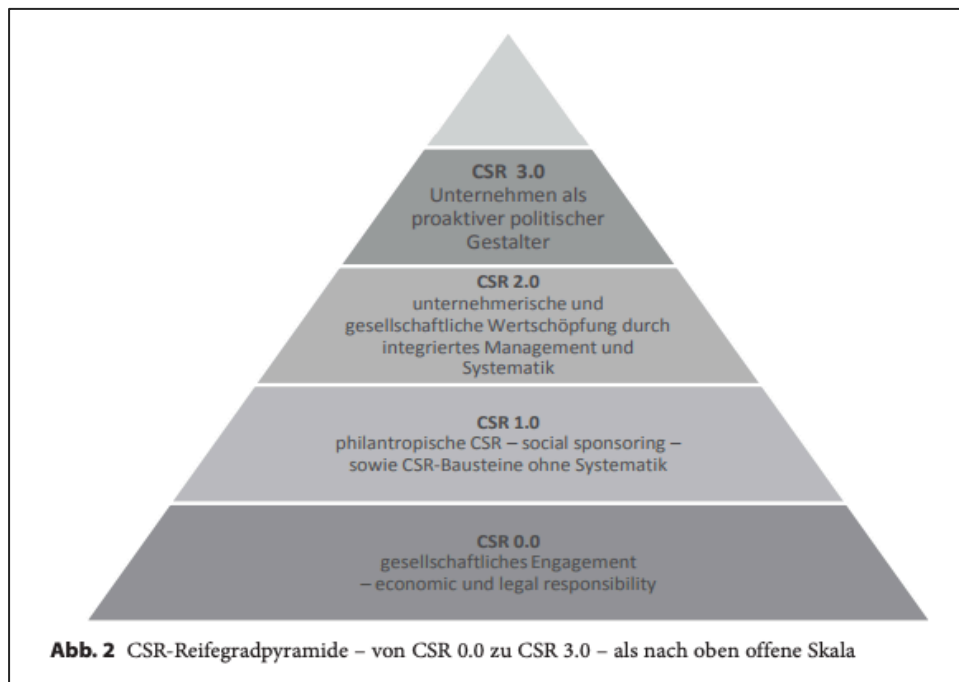 CSR 3.0
Unternehmen als
proaktiver politischer
Gestalter
CSR 2.0
unternehmerische und
gesellschaftliche Wertschöpfung durch
integriertes Management und
Systematik
CSR 1.0
philantropische CSR – social sponsoring –
sowie CSR-Bausteine ohne Systematik
CSR 0.0
gesellschaftliches Engagement
– economic und legal responsibility
Abb. 2 CSR-Reifegradpyramide – von CSR 0.0 zu CSR 3.0 – als nach oben offene Skala